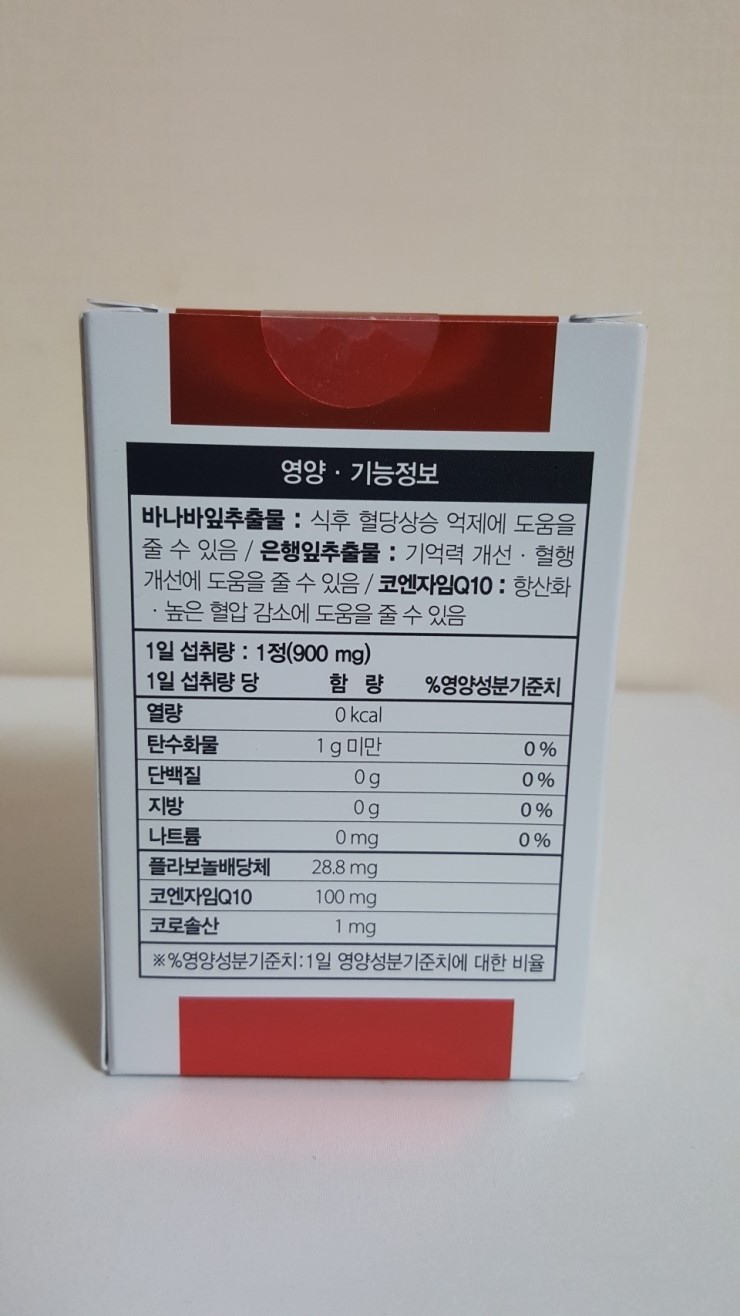 영양 · 기능정보
바나바잎추출물 : 식후 혈당상승 억제에 도움을
줄 수 있음 / 은행잎추출물 : 기억력 개선 · 혈행
개선에 도움을 줄 수 있음 / 코엔자임Q10 : 항산화
· 높은 혈압 감소에 도움을 줄 수 있음
1일 섭취량 : 1정(900 mg)
1일 섭취량 당 함 량 %영양성분기준치
열량 0 kcal
탄수화물 1 g 미만 0 %
단백질 0 g 0 %
지방 0 g 0 %
나트륨 0 mg 0 %
플라보놀배당체 28.8 mg
코엔자임Q10 100 mg
코로솔산 1 mg
※%영양성분기준치:1일 영양성분기준치에 대한 비율